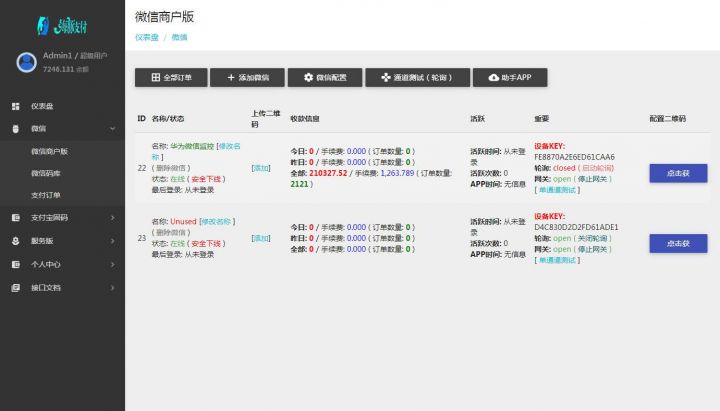 支付
Admin1 / 超级用户
7246.131 余额
仪表盘
微信
微信商户版
微信码库
支付订单
支付宝固码
服务版
个人中心
接口文档
微信商户版
仪表盘 / 微信
全部订单
添加微信
微信配置
通道测试 ( 轮询 )
助手APP
ID 名称/状态 上传二维码 收款信息 活跃 重要 配置二维码
22
名称: 华为微信监控 [修改名称 ]
( 删除微信 )
状态: 在线 ( 安全下线 )
最后登录: 从未登录
[添加]
今日: 0 / 手续费: 0.000 ( 订单数量: 0 )
昨日: 0 / 手续费: 0.000 ( 订单数量: 0 )
全部: 210327.52 / 手续费: 1,263.789 ( 订单数量: 2121 )
活跃时间: 从未登录
活跃次数: 0
APP时间: 无信息
设备KEY:
FE8870A2E6ED61CAA6
轮询: closed ( 启动轮询 )
网关: open ( 停止网关 )
[ 单通道测试 ]
点击获
23
名称: Unused [修改名称 ]
( 删除微信 )
状态: 在线 ( 安全下线 )
最后登录: 从未登录
[添加]
今日: 0 / 手续费: 0.000 ( 订单数量: 0 )
昨日: 0 / 手续费: 0.000 ( 订单数量: 0 )
全部: 0 / 手续费: 0.000 ( 订单数量: 0 )
活跃时间: 从未登录
活跃次数: 0
APP时间: 无信息
设备KEY:
D4C830D2D2FD61ADE1
轮询: open ( 关闭轮询 )
网关: open ( 停止网关 )
[ 单通道测试 ]
点击获